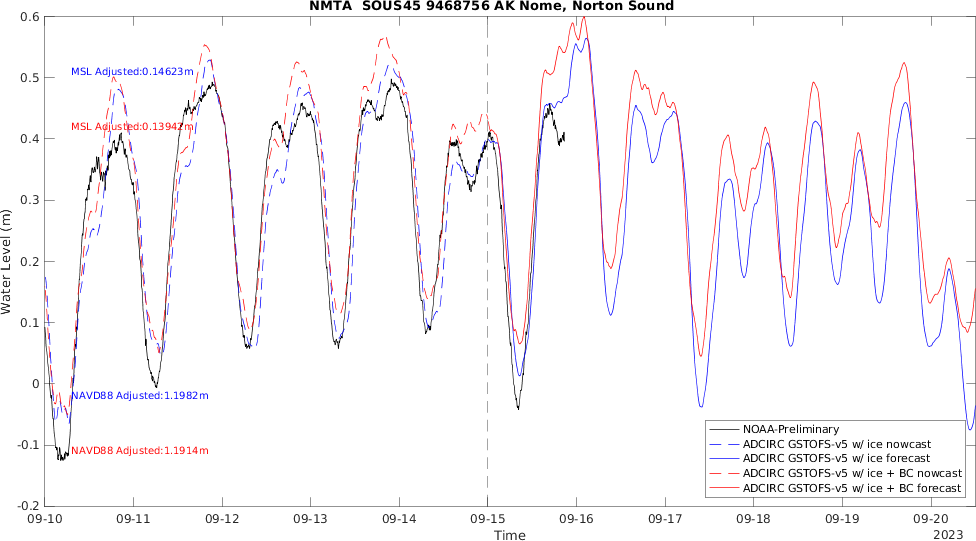 NMTA  SOUS45 9468756 AK Nome, Norton Sound
0.6
0.5
0.4
0.3
0.2
0.1
0
-0.1
-0.2
Water Level (m)
MSL Adjusted:0.14623m
MSL Adjusted:0.13942m
NAVD88 Adjusted:1.1982m
NAVD88 Adjusted:1.1914m
NOAA-Preliminary
ADCIRC GSTOFS-v5 w/ ice nowcast
ADCIRC GSTOFS-v5 w/ ice forecast
ADCIRC GSTOFS-v5 w/ ice + BC nowcast
ADCIRC GSTOFS-v5 w/ ice + BC forecast
09-10 09-11 09-12 09-13 09-14 09-15 09-16 09-17 09-18 09-19 09-20
Time
2023